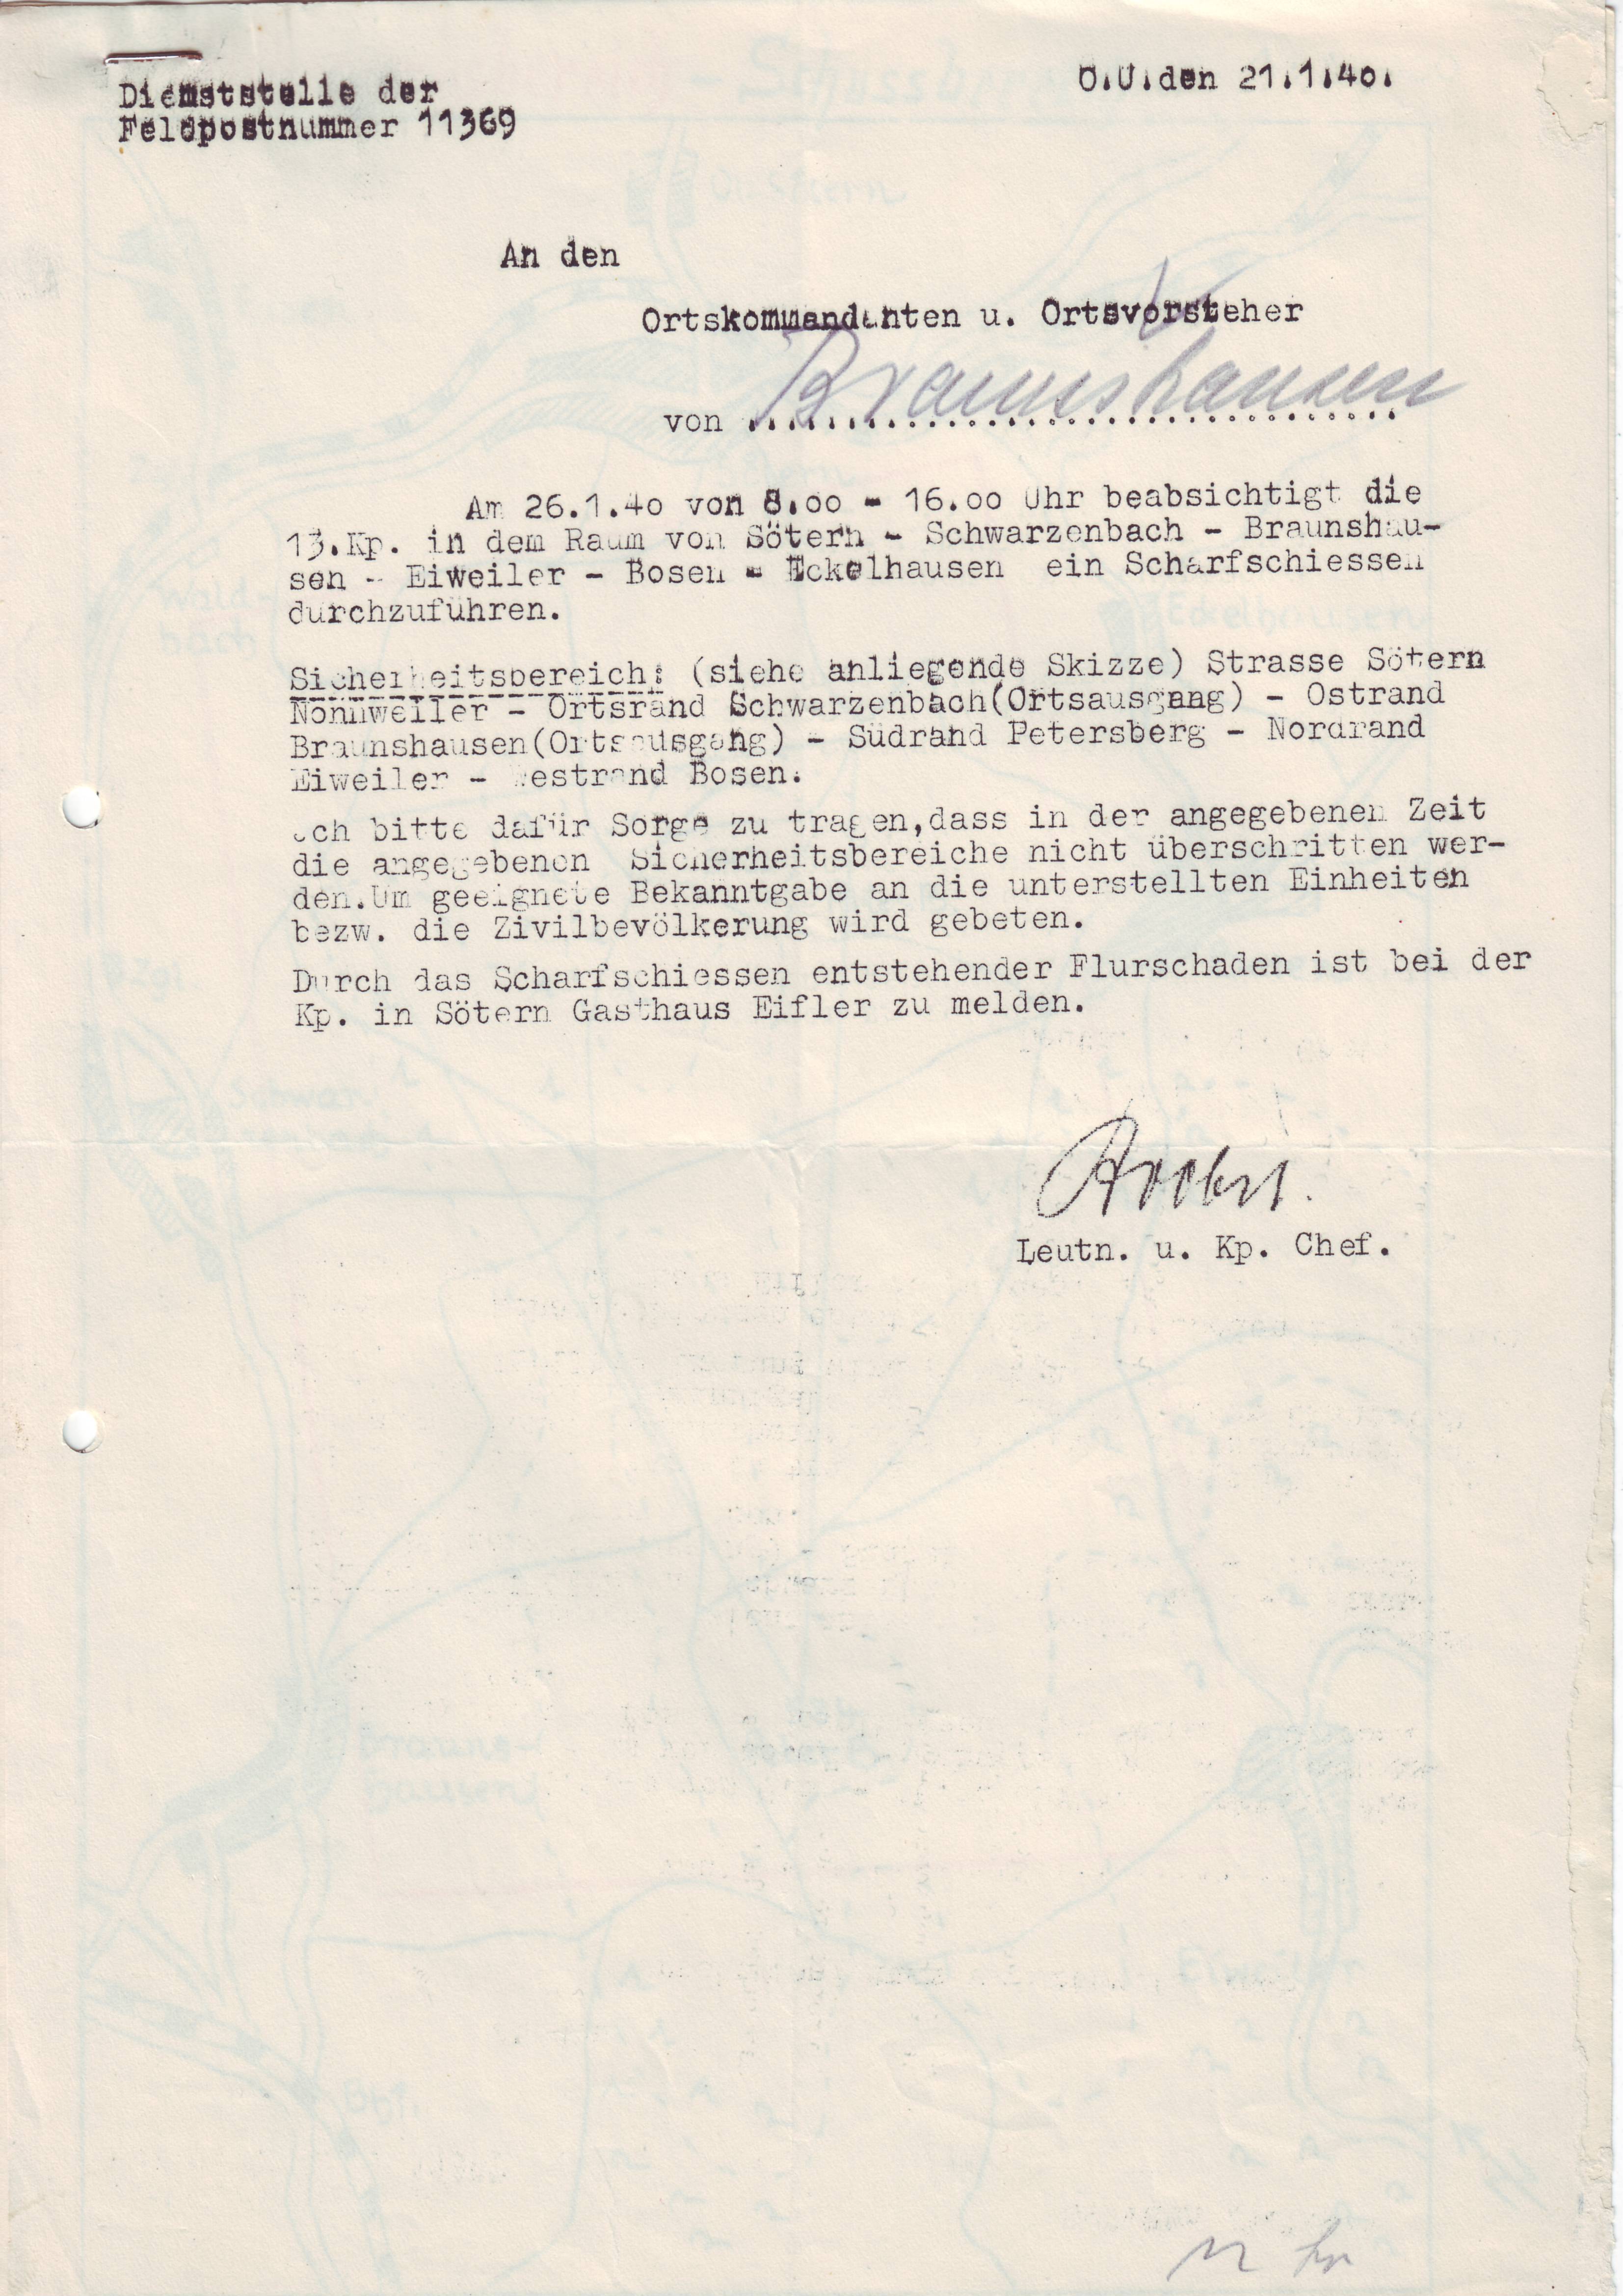 Dienststelle der
Feldpostnummer 11369
O.U.den 21.1.40.
An den
Ortskommandanten u. Ortsvorsteher
von Braunshausen
Am 26.1.40 von 8.00 - 16.00 Uhr beabsichtigt die
13.Kp. in dem Raum von Sötern - Schwarzenbach - Braunshau-
sen - Eiweiler - Bosen - Eckelhausen ein Scharfschiessen
durchzuführen.
Sicherheitsbereich: (siehe anliegende Skizze) Strasse Sötern
Nonnweiler - Ortsrand Schwarzenbach(Ortsausgang) - Ostrand
Braunshausen(Ortsausgang) - Südrand Petersberg - Nordrand
Eiweiler - Westrand Bosen.
Ich bitte dafür Sorge zu tragen,dass in der angegebenen Zeit
die angegebenen Sicherheitsbereiche nicht überschritten wer-
den.Um geeignete Bekanntgabe an die unterstellten Einheiten
bezw. die Zivilbevölkerung wird gebeten.
Durch das Scharfschiessen entstehender Flurschaden ist bei der
Kp. in Sötern Gasthaus Eifler zu melden.
Leutn. u. Kp. Chef.